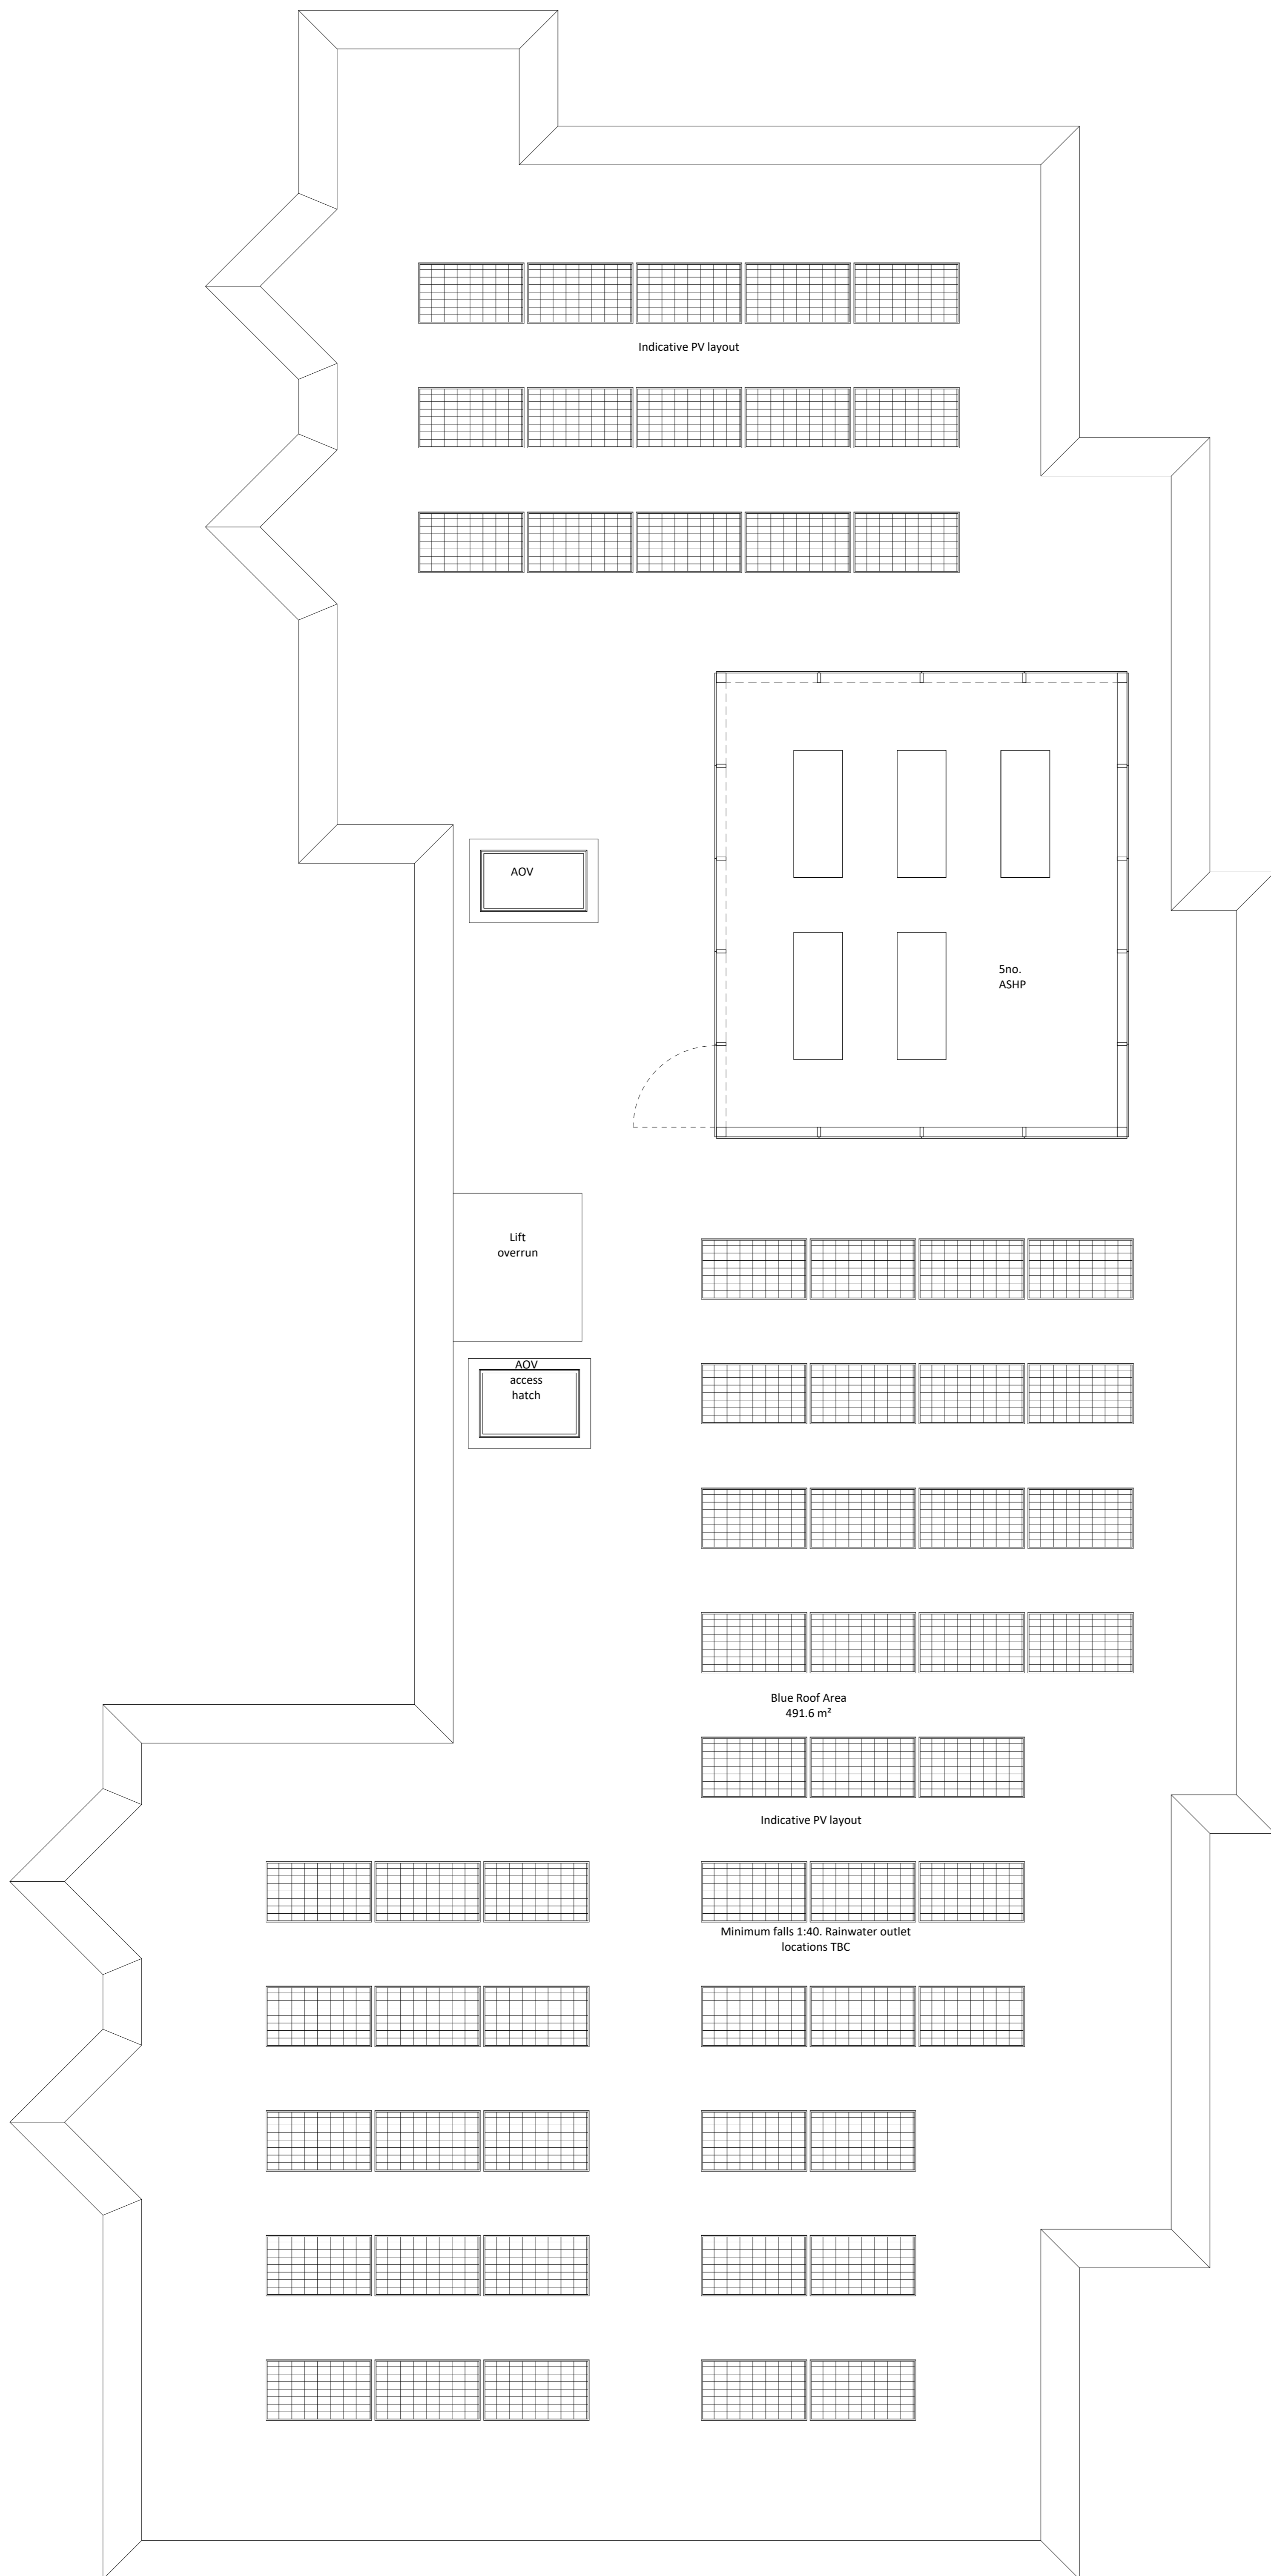 Indicative PV layout
AOV
5no.
ASHP
Lift
overrun
AOV
access
hatch
Blue Roof Area
491.6 m²
Indicative PV layout
Minimum falls 1:40. Rainwater outlet
locations TBC